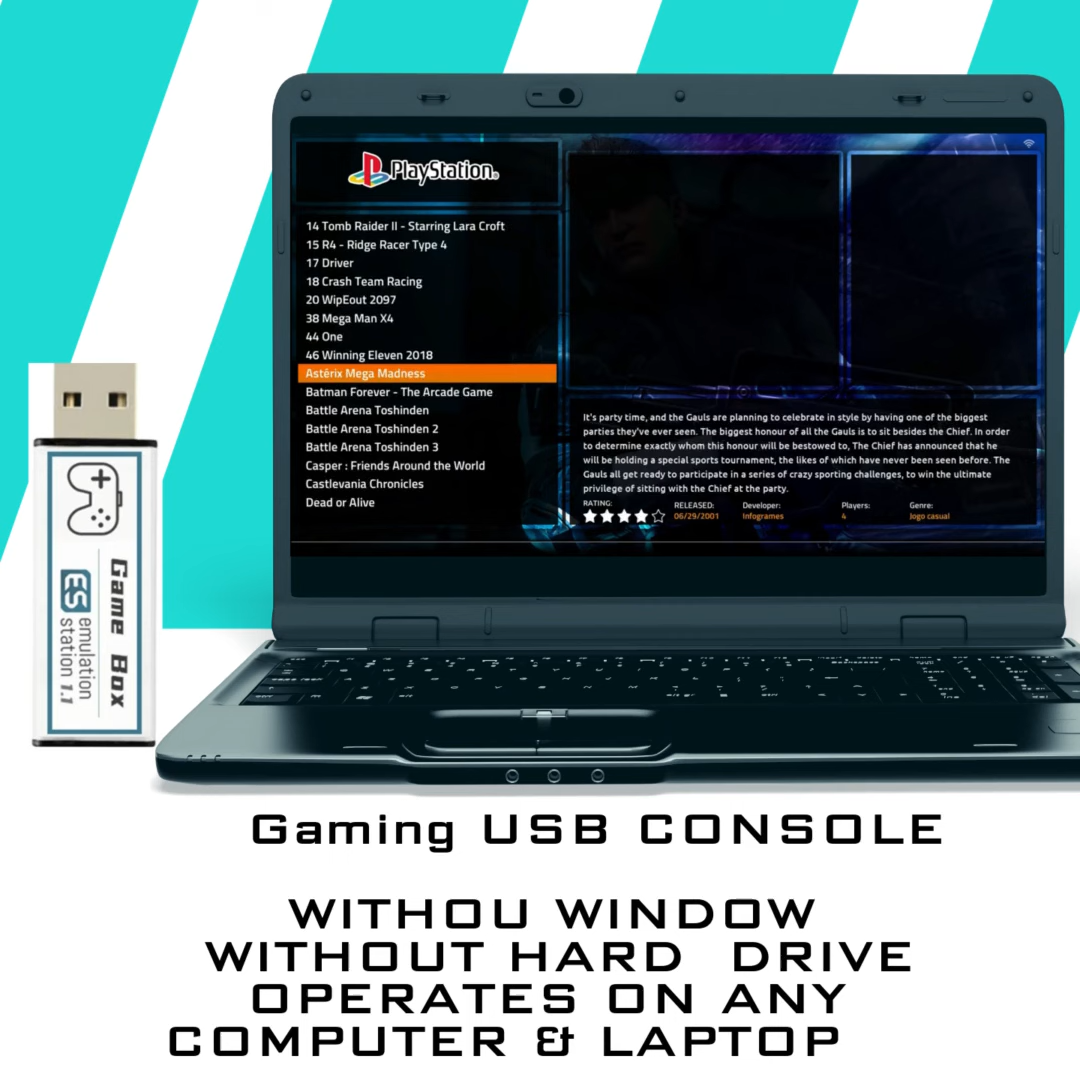 PlayStation
14 Tomb Raider II - Starring Lara Croft
15 R4 - Ridge Racer Type 4
17 Driver
18 Crash Team Racing
20 WipEout 2097
38 Mega Man X4
44 One
46 Winning Eleven 2018
Astérix Mega Madness
Batman Forever - The Arcade Game
Battle Arena Toshinden
Battle Arena Toshinden 2
Battle Arena Toshinden 3
Casper : Friends Around the World
Castlevania Chronicles
Dead or Alive
It's party time, and the Gauls are planning to celebrate in style by having one of the biggest
parties they've ever seen. The biggest honour of all the Gauls is to sit besides the Chief. In order
to determine exactly whom this honour will be bestowed to, The Chief has announced that he
will be holding a special sports tournament, the likes of which have never been seen before. The
Gauls all get ready to participate in a series of crazy sporting challenges, to win the ultimate
privilege of sitting with the Chief at the party.
RATING: RELEASED: Developer: Players: Genre:
06/29/2001 Infogrames 4 Jogo casual
Game Box
ES
emulation
station 1.1
Gaming USB CONSOLE
WITHOU WINDOW
WITHOUT HARD DRIVE
OPERATES ON ANY
COMPUTER & LAPTOP